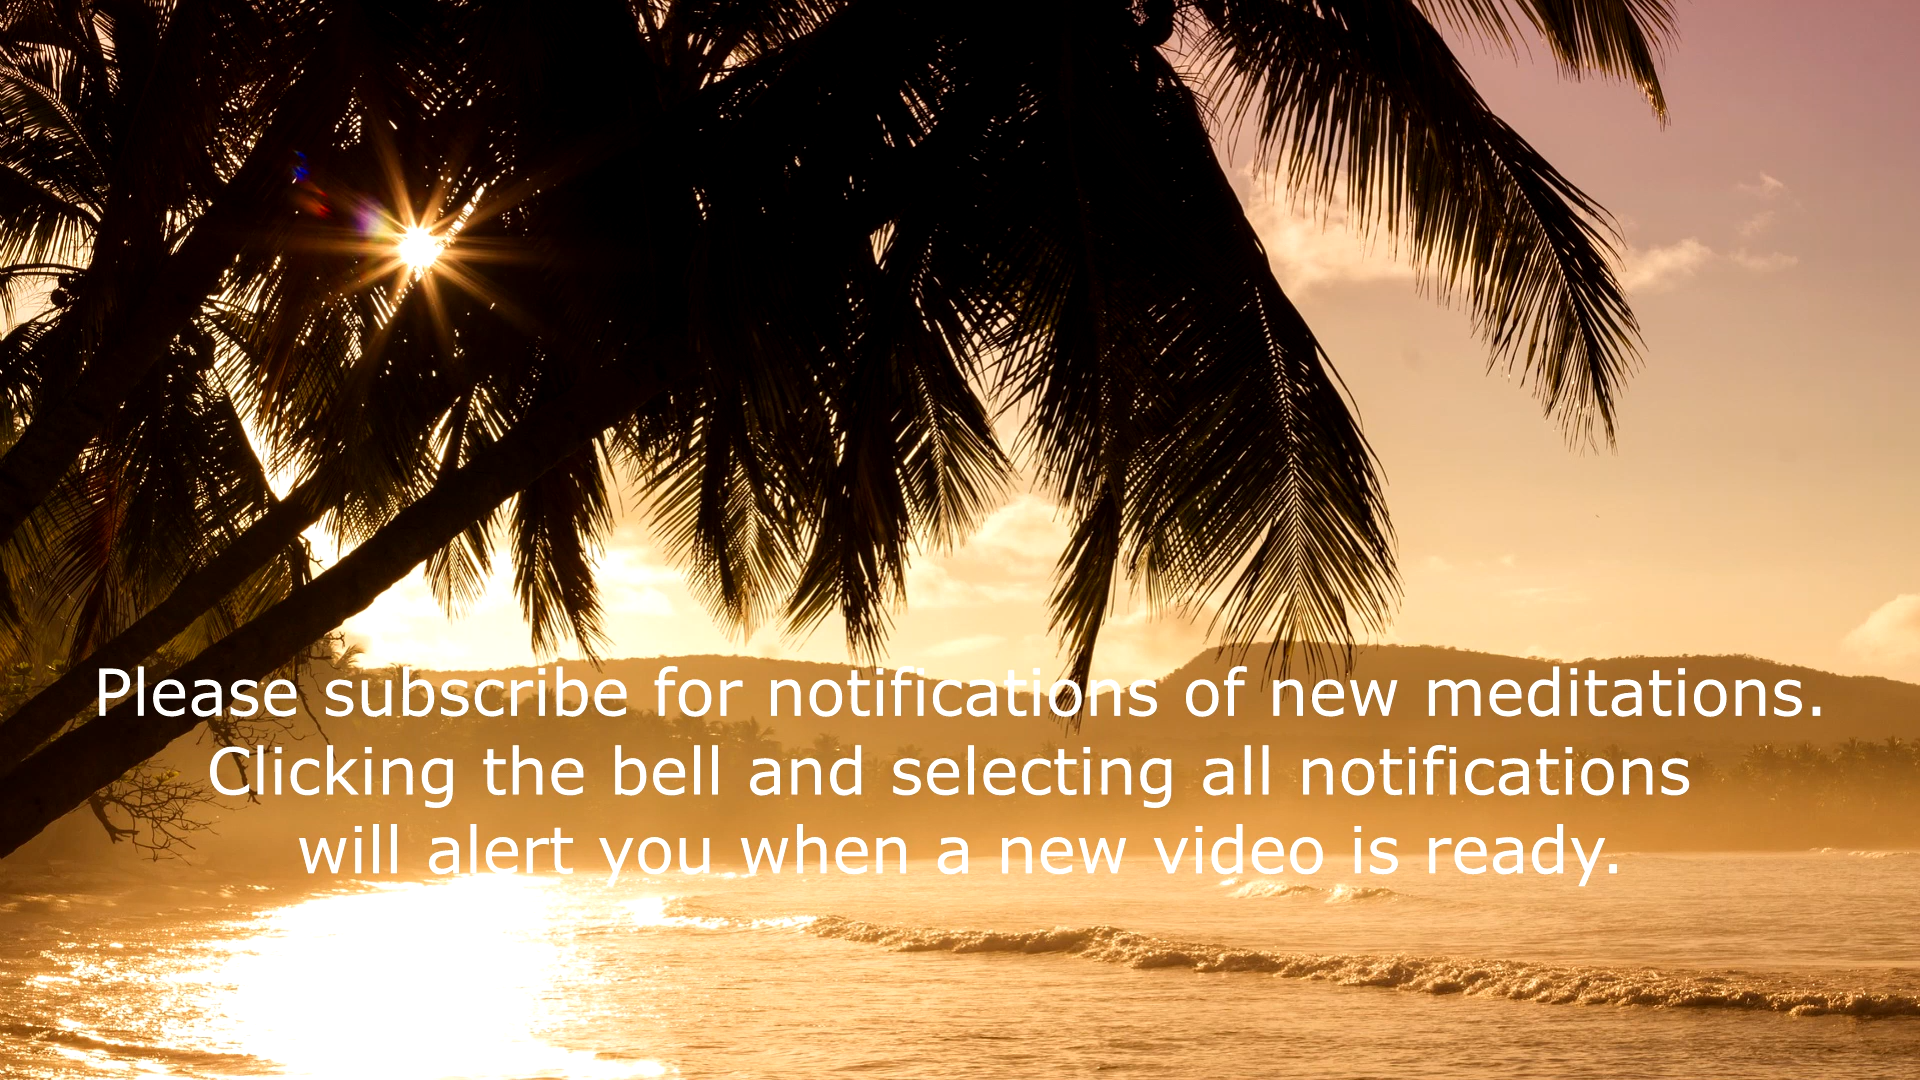 Please subscribe for notifications of new meditations.
Clicking the bell and selecting all notifications
will alert you when a new video is ready.